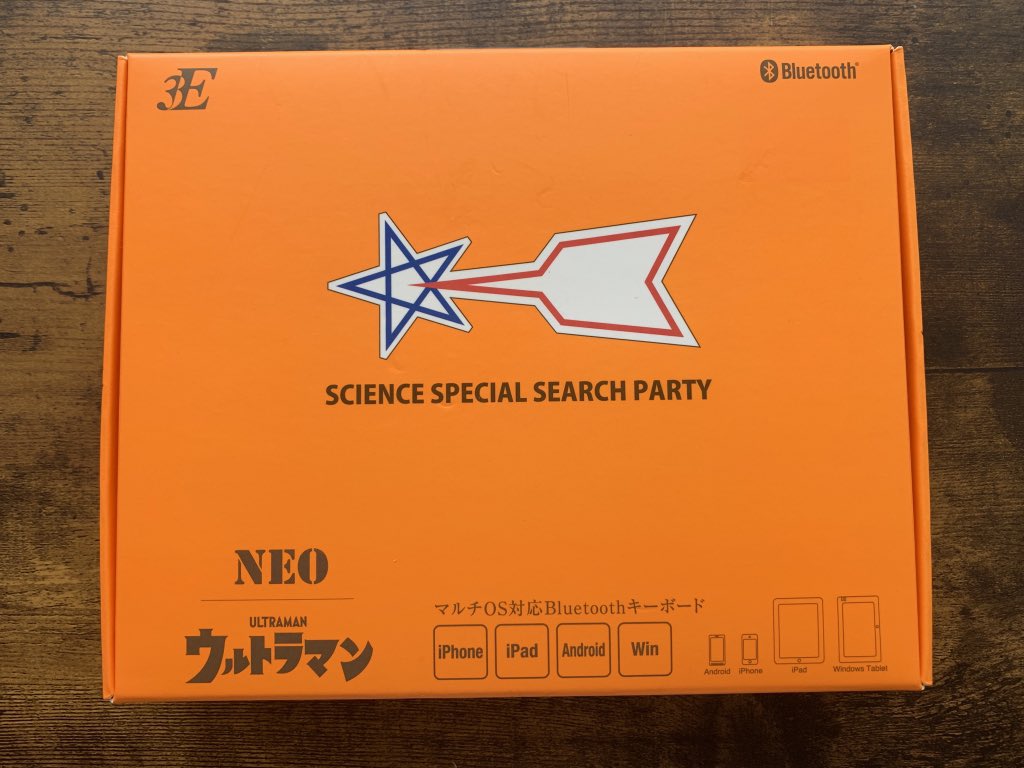 3E
Bluetooth®
SCIENCE SPECIAL SEARCH PARTY
NEO
ULTRAMAN
ウルトラマン
マルチOS対応Bluetoothキーボード
iPhone
iPad
Android
Win
Android
iPhone
iPad
Windows Tablet